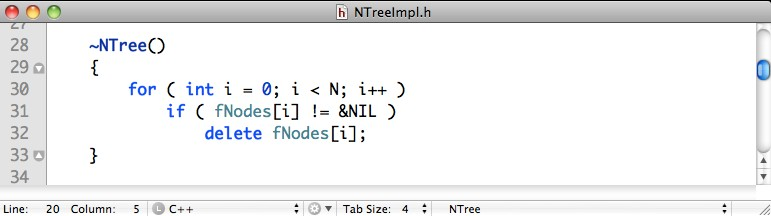 NTreeImpl.h
28 ~NTree()
29 {
30 for ( int i = 0; i < N; i++ )
31 if ( fNodes[i] != &NIL )
32 delete fNodes[i];
33 }
34
Line: 20 Column: 5 C++ Tab Size: 4 NTree